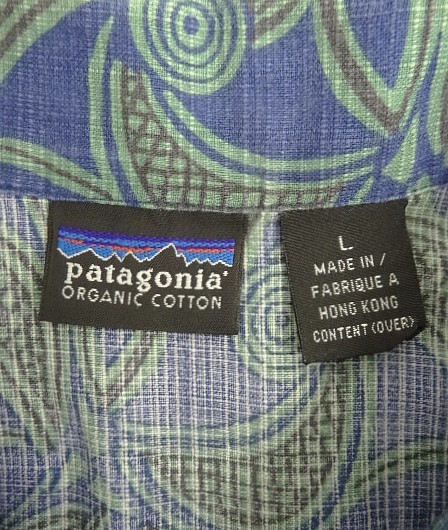 patagonia®
ORGANIC COTTON
L
MADE IN /
FABRIQUE A
HONG KONG
CONTENT (OVER)